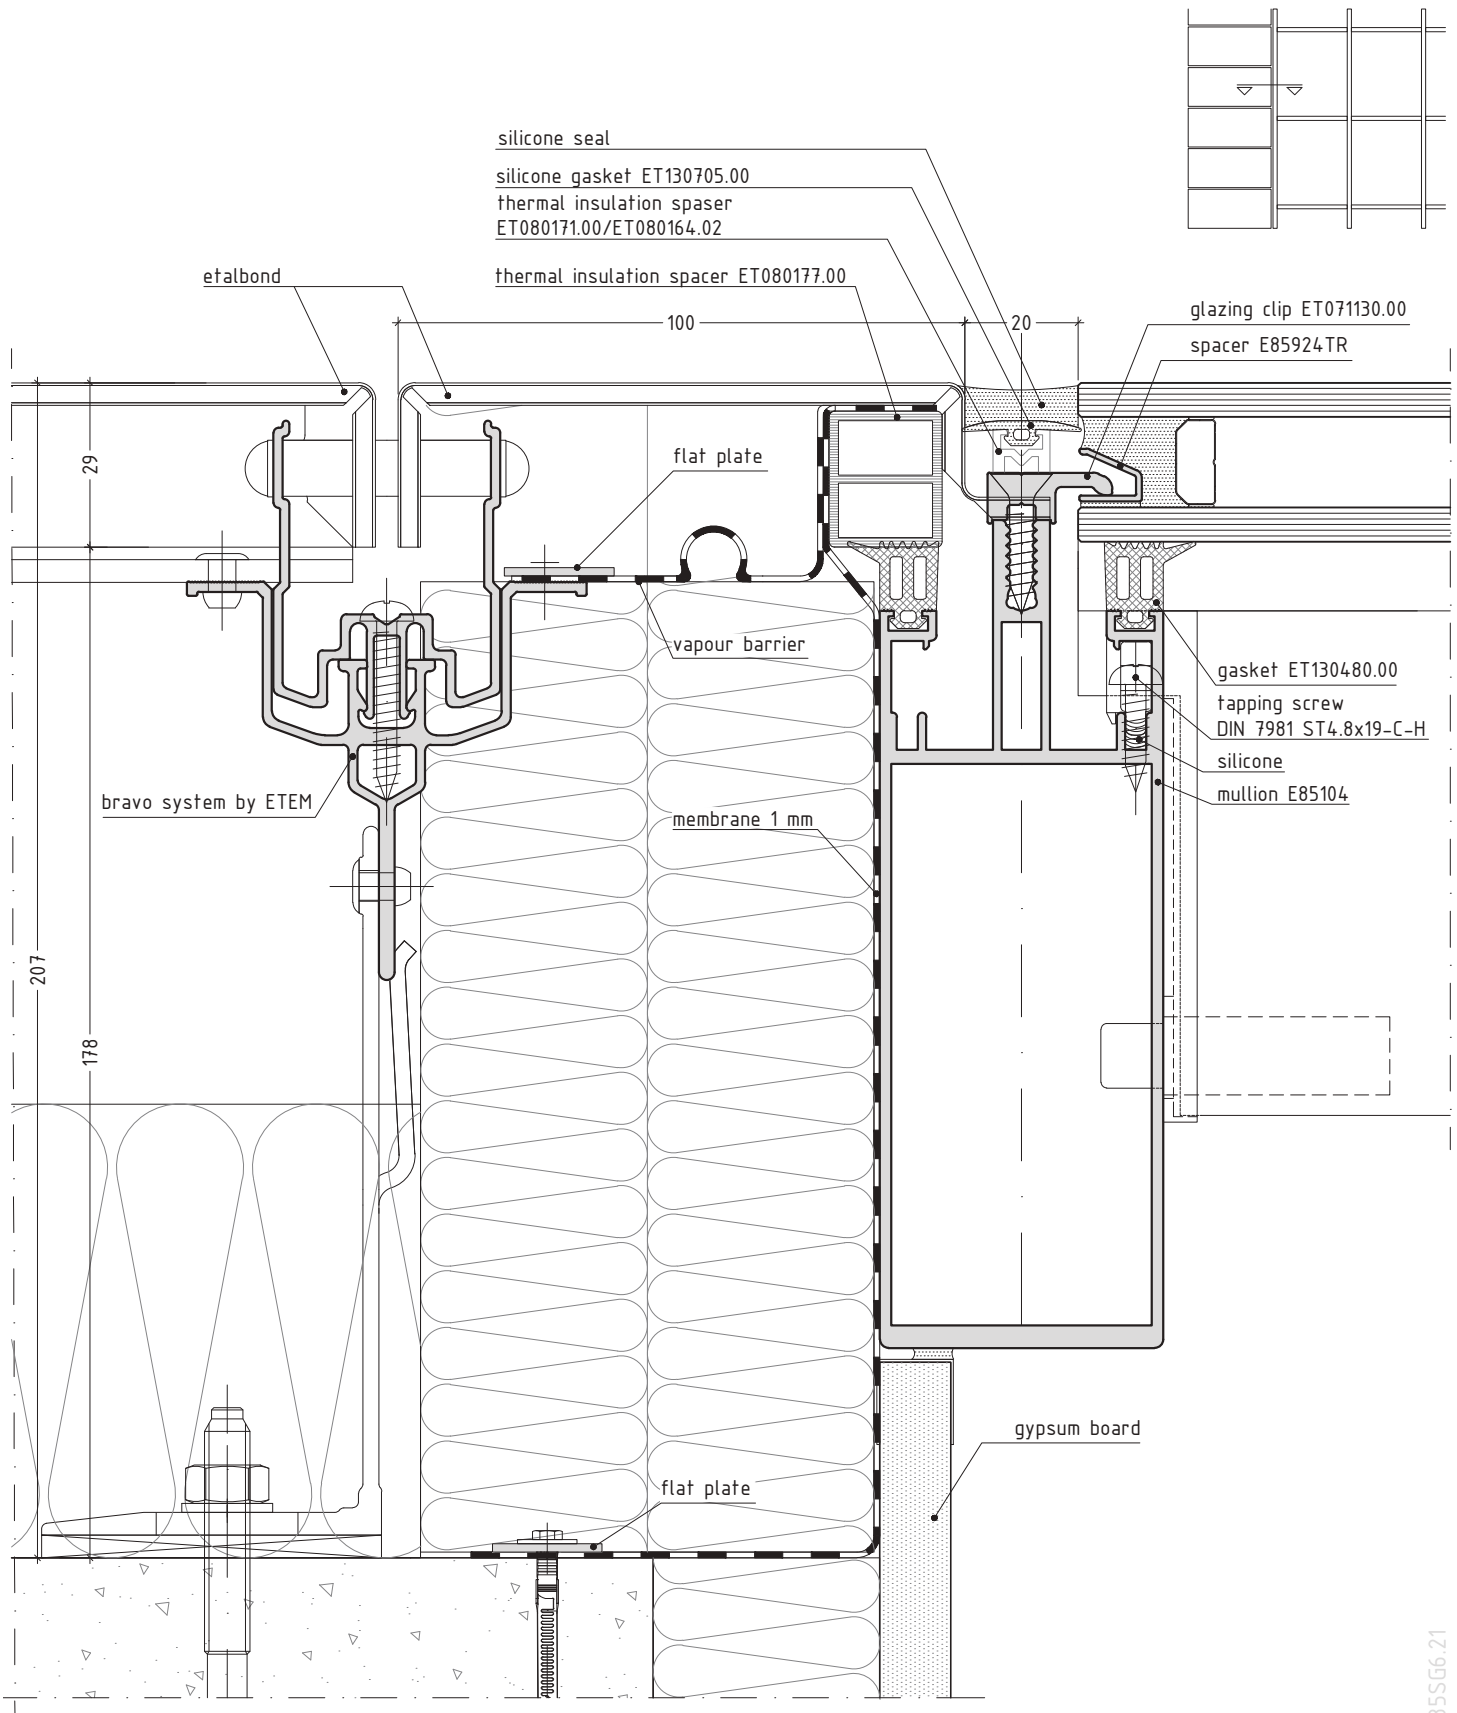 silicone seal
silicone gasket ET130705.00
thermal insulation spaser
ET080171.00/ET080164.02
thermal insulation spacer ET080177.00
etalbond
100
20
glazing clip ET071130.00
spacer E85924TR
29
flat plate
vapour barrier
gasket ET130480.00
tapping screw
DIN 7981 ST4.8x19-C-H
silicone
mullion E85104
bravo system by ETEM
membrane 1 mm
207
178
gypsum board
flat plate